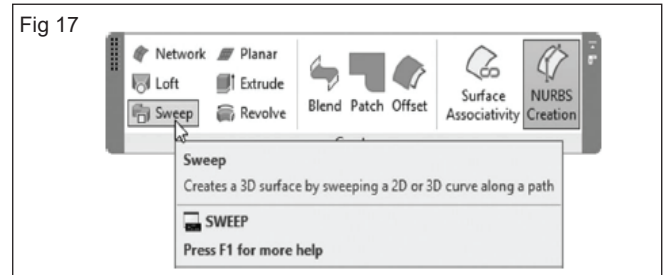 Fig 17
Network Planar
Loft Extrude
Sweep Revolve
Blend Patch Offset
Surface Associativity
NURBS Creation
Sweep
Creates a 3D surface by sweeping a 2D or 3D curve along a path
SWEEP
Press F1 for more help